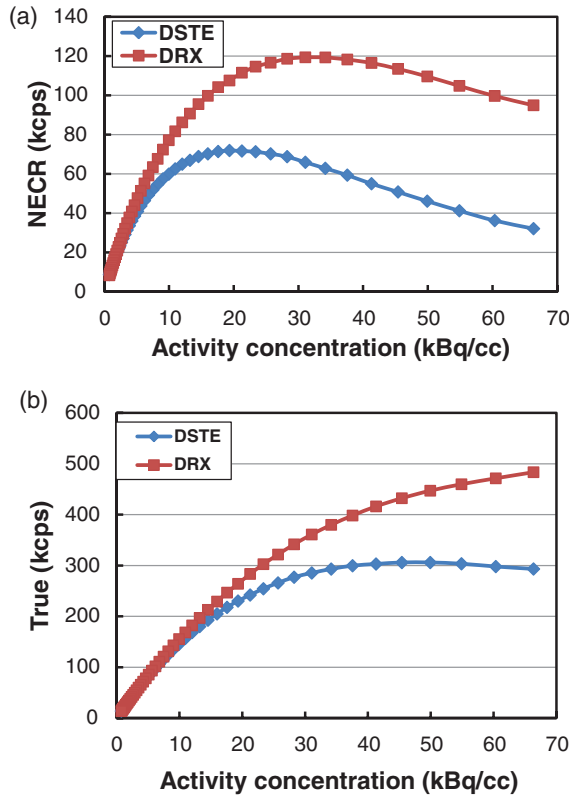 (a)
DSTE
DRX
NECR (kcps)
140
120
100
80
60
40
20
0
0 10 20 30 40 50 60 70
Activity concentration (kBq/cc)
(b)
DSTE
DRX
True (kcps)
600
500
400
300
200
100
0
0 10 20 30 40 50 60 70
Activity concentration (kBq/cc)